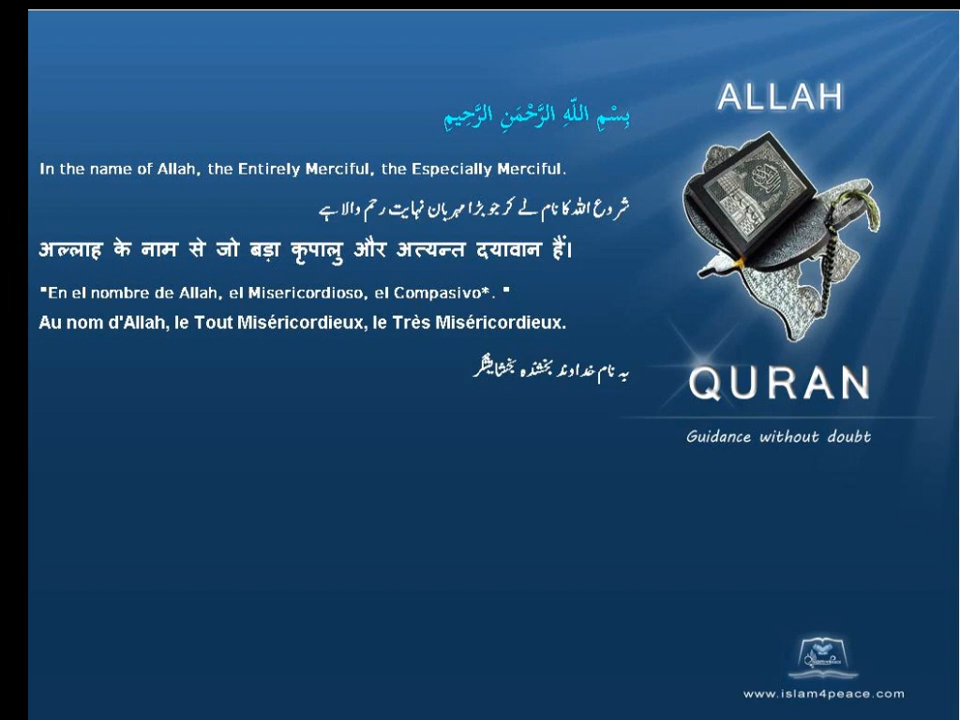 بِسْمِ اللَّهِ الرَّحْمَنِ الرَّحِيمِ
In the name of Allah, the Entirely Merciful, the Especially Merciful.
شروع الله کا نام لے کر جو بڑا مہربان نہایت رحم والا ہے
अल्लाह के नाम से जो बड़ा कृपालु और अत्यन्त दयावान हैं।
"En el nombre de Allah, el Misericordioso, el Compasivo*. "
Au nom d'Allah, le Tout Miséricordieux, le Très Miséricordieux.
به نام خداوند بخشنده بخشایشگر
ALLAH
QURAN
Guidance without doubt
www.islam4peace.com